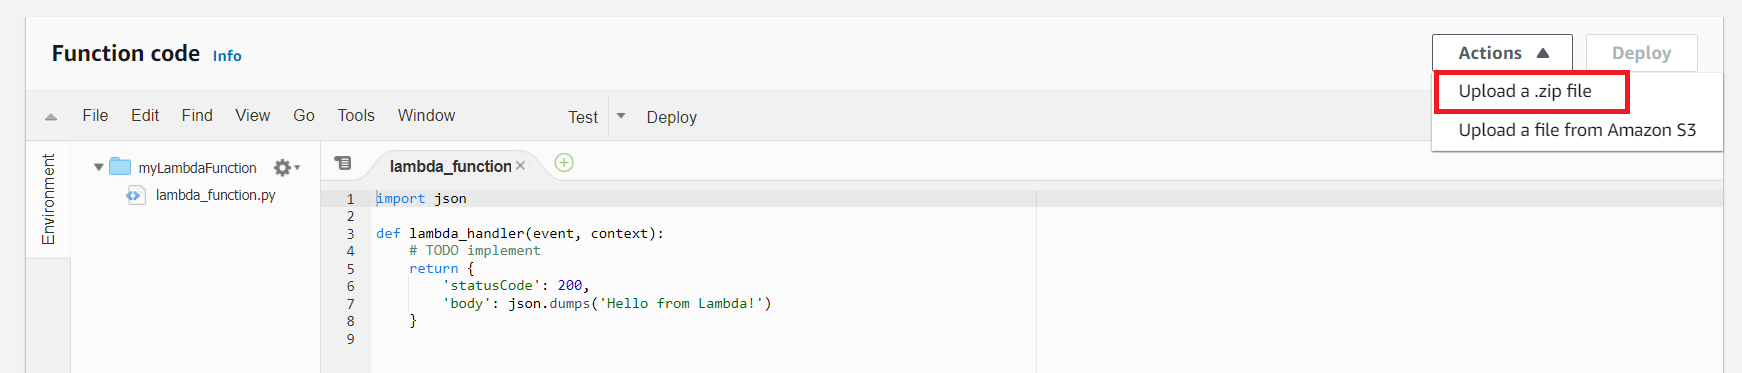 Function code Info
Actions Deploy
Upload a .zip file
Upload a file from Amazon S3
File Edit Find View Go Tools Window Test Deploy
Environment
myLambdaFunction
lambda_function.py
lambda_function
1 import json
2
3 def lambda_handler(event, context):
4     # TODO implement
5     return {
6         'statusCode': 200,
7         'body': json.dumps('Hello from Lambda!')
8     }
9